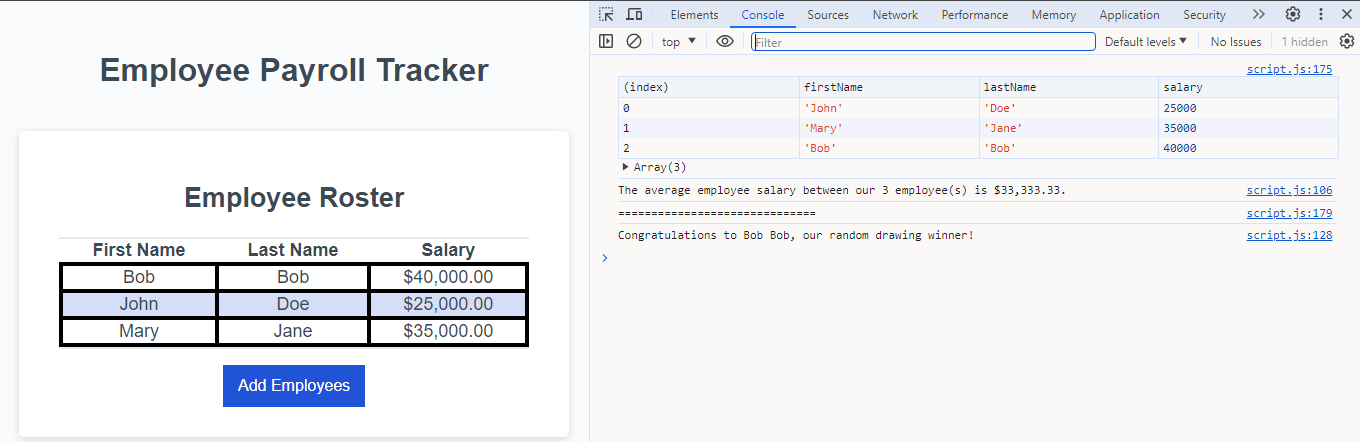 Employee Payroll Tracker
Employee Roster
First Name Last Name Salary
Bob Bob $40,000.00
John Doe $25,000.00
Mary Jane $35,000.00
Add Employees
Elements Console Sources Network Performance Memory Application Security
top Filter Default levels No Issues 1 hidden
script.js:175
(index) firstName lastName salary
0 'John' 'Doe' 25000
1 'Mary' 'Jane' 35000
2 'Bob' 'Bob' 40000
Array(3)
The average employee salary between our 3 employee(s) is $33,333.33. script.js:106
============================== script.js:179
Congratulations to Bob Bob, our random drawing winner! script.js:128